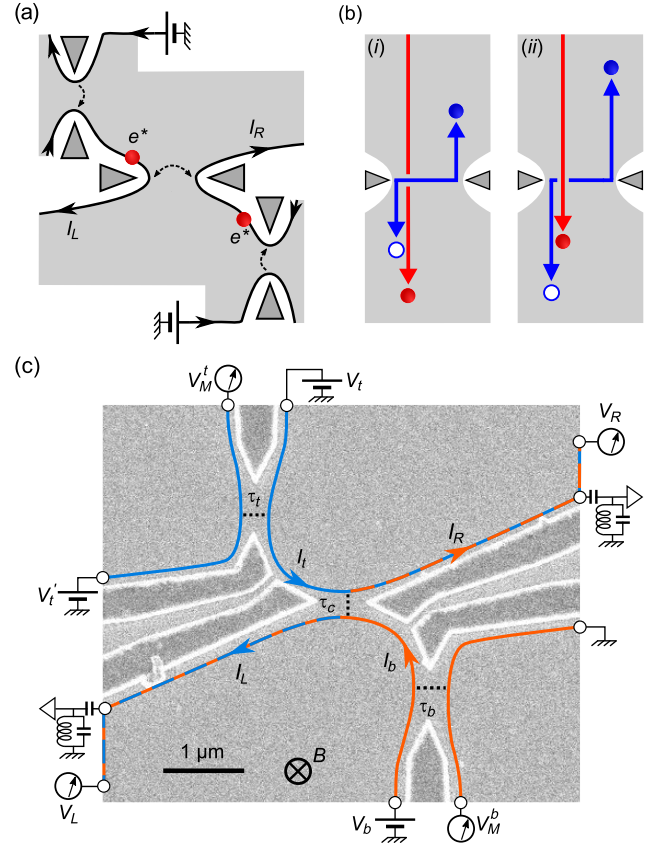 (a)
e*
I_R
I_L
e*
(b)
(i)
(ii)
(c)
V_M^t
V_t
V_R
τ_t
I_t
I_R
V_t'
τ_c
I_L
I_b
τ_b
1 µm
B
V_L
V_b
V_M^b